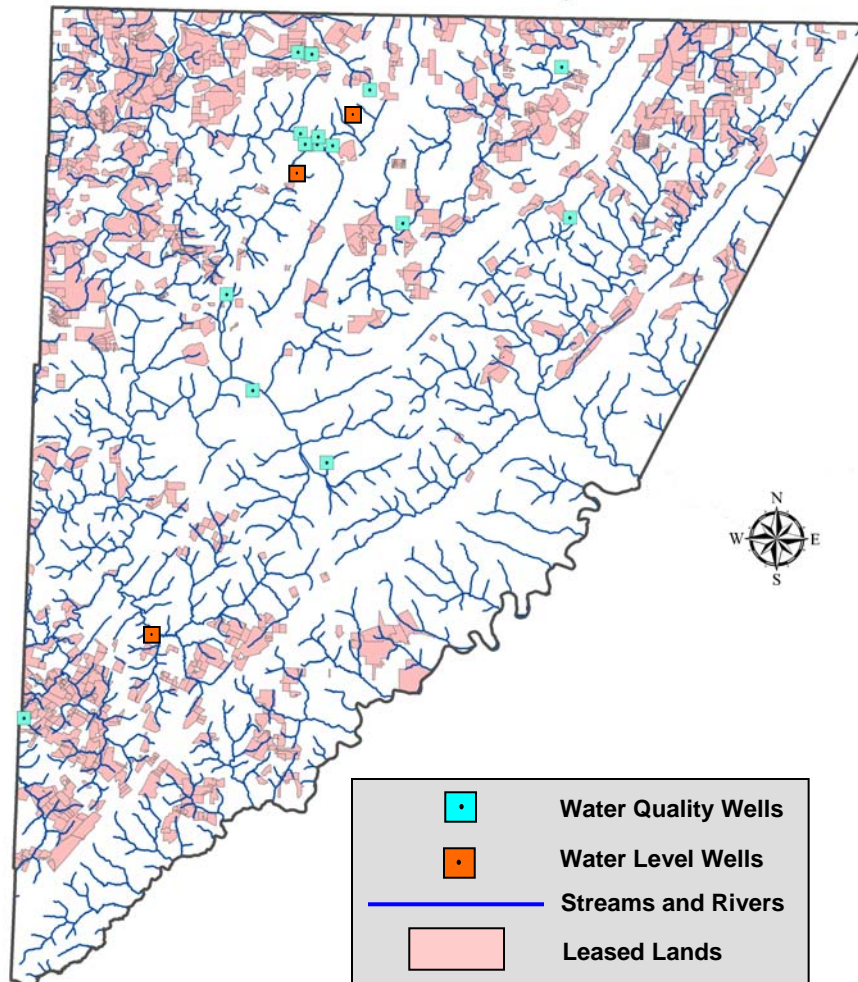 N
W E
S
Water Quality Wells
Water Level Wells
Streams and Rivers
Leased Lands